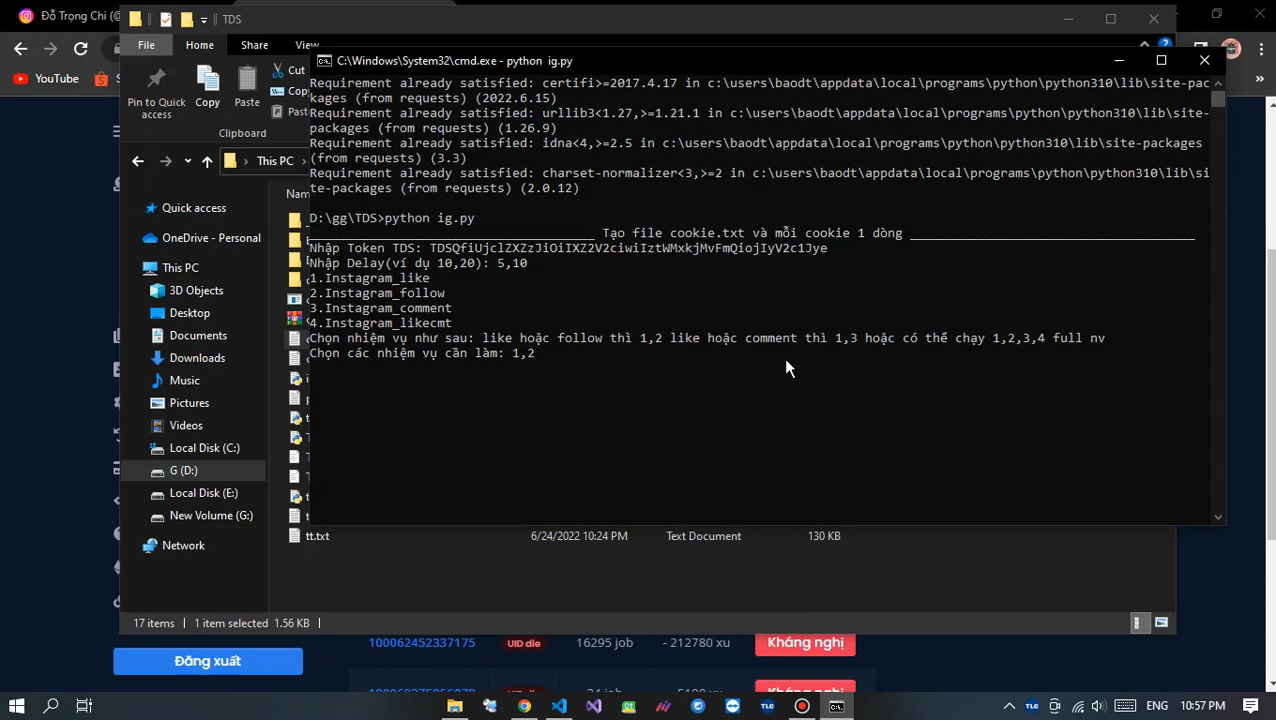 Đỗ Trọng Chí (
TDS
File
Home
Share
View
C:\Windows\System32\cmd.exe - python ig.py
YouTube
S
Pin to Quick
access
Copy
Paste
Cut
Clipboard
This PC
Quick access
OneDrive - Personal
This PC
3D Objects
Desktop
Documents
Downloads
Music
Pictures
Videos
Local Disk (C:)
G (D:)
Local Disk (E:)
New Volume (G:)
Network
Requirement already satisfied: certifi>=2017.4.17 in c:\users\baodt\appdata\local\programs\python\python310\lib\site-pac
kages (from requests) (2022.6.15)
Requirement already satisfied: urllib3<1.27,>=1.21.1 in c:\users\baodt\appdata\local\programs\python\python310\lib\site-
packages (from requests) (1.26.9)
Requirement already satisfied: idna<4,>=2.5 in c:\users\baodt\appdata\local\programs\python\python310\lib\site-packages
(from requests) (3.3)
Requirement already satisfied: charset-normalizer<3,>=2 in c:\users\baodt\appdata\local\programs\python\python310\lib\si
te-packages (from requests) (2.0.12)
D:\gg\TDS>python ig.py
Tạo file cookie.txt và mỗi cookie 1 dòng
Nhập Token TDS: TDSQfiUjclZXZzJiOiIXZ2V2ciwiIztWMxkjMvFmQiojIyV2c1Jye
Nhập Delay(ví dụ 10,20): 5,10
1.Instagram_like
2.Instagram_follow
3.Instagram_comment
4.Instagram_likecmt
Chọn nhiệm vụ như sau: like hoặc follow thì 1,2 like hoặc comment thì 1,3 hoặc có thể chạy 1,2,3,4 full nv
Chọn các nhiệm vụ cần làm: 1,2
tt.txt
6/24/2022 10:24 PM
Text Document
130 KB
17 items
1 item selected 1.56 KB
100062452337175
UID die
16295 job
- 212780 xu
Kháng nghị
Đăng xuất
TLC
TLC
ENG
10:57 PM